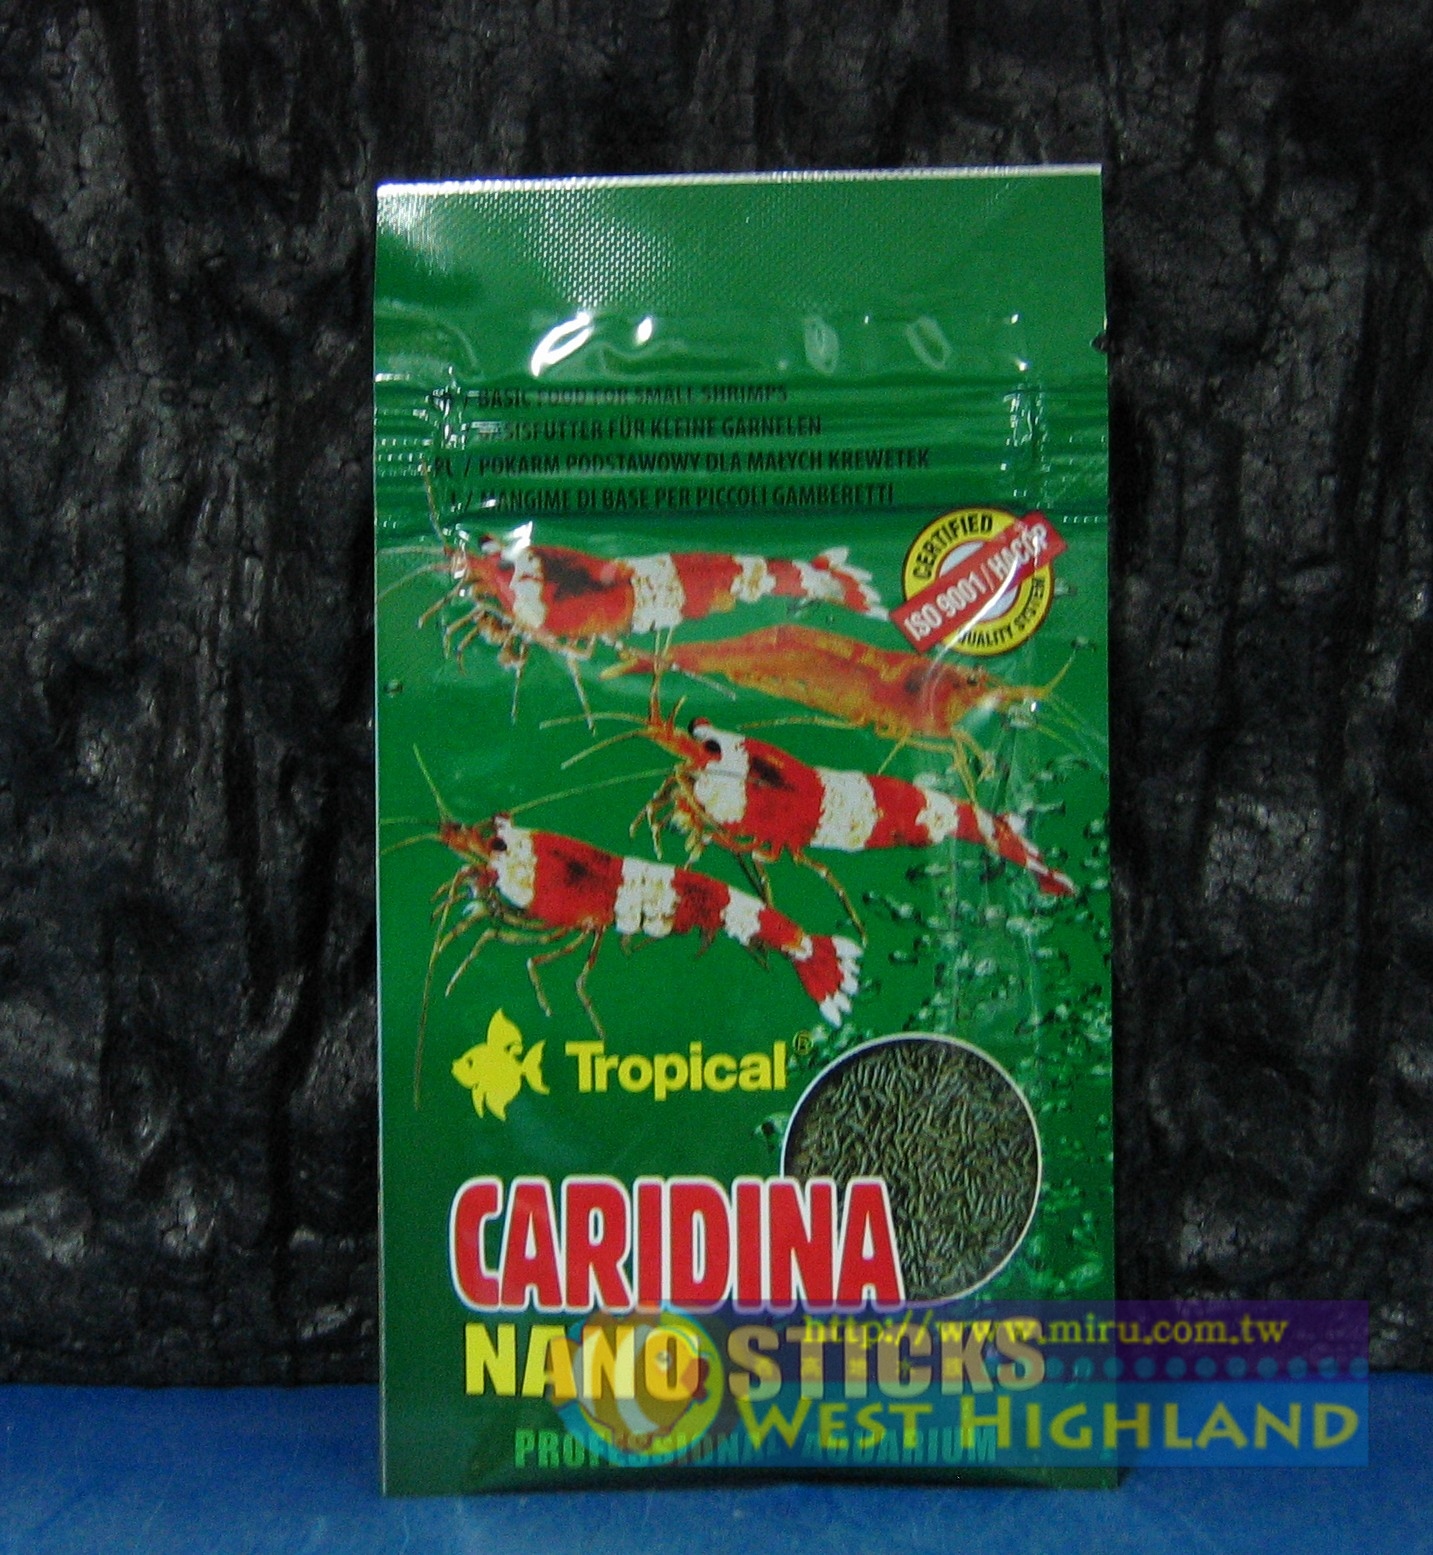 / BASIC FOOD FOR SMALL SHRIMPS
BASISFUTTER FÜR KLEINE GARNELEN
PL / POKARM PODSTAWOWY DLA MAŁYCH KREWETEK
/ MANGIME DI BASE PER PICCOLI GAMBERETTI
CERTIFIED
ISO 9001 / HACCP
QUALITY SYSTEM
Tropical®
CARIDINA
NANO STICKS
http://www.miru.com.tw
WEST HIGHLAND
PROFESSIONAL AQUARIUM